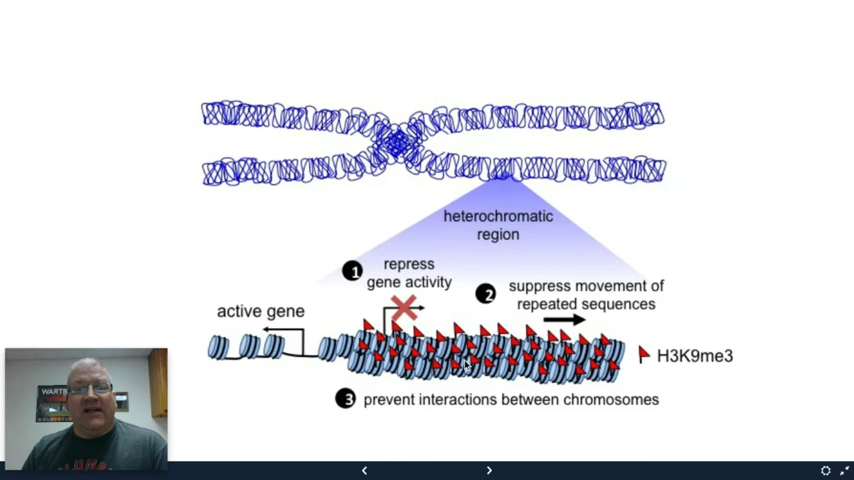 heterochromatic
region
1
repress
gene activity
2
suppress movement of
repeated sequences
active gene
H3K9me3
WARTB
3
prevent interactions between chromosomes